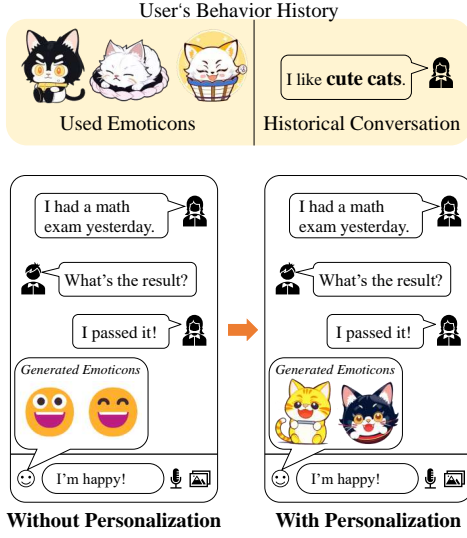 User's Behavior History
I like cute cats.
Used Emoticons
Historical Conversation
I had a math
exam yesterday.
What's the result?
I passed it!
Generated Emoticons
I'm happy!
Without Personalization
I had a math
exam yesterday.
What's the result?
I passed it!
Generated Emoticons
I'm happy!
With Personalization